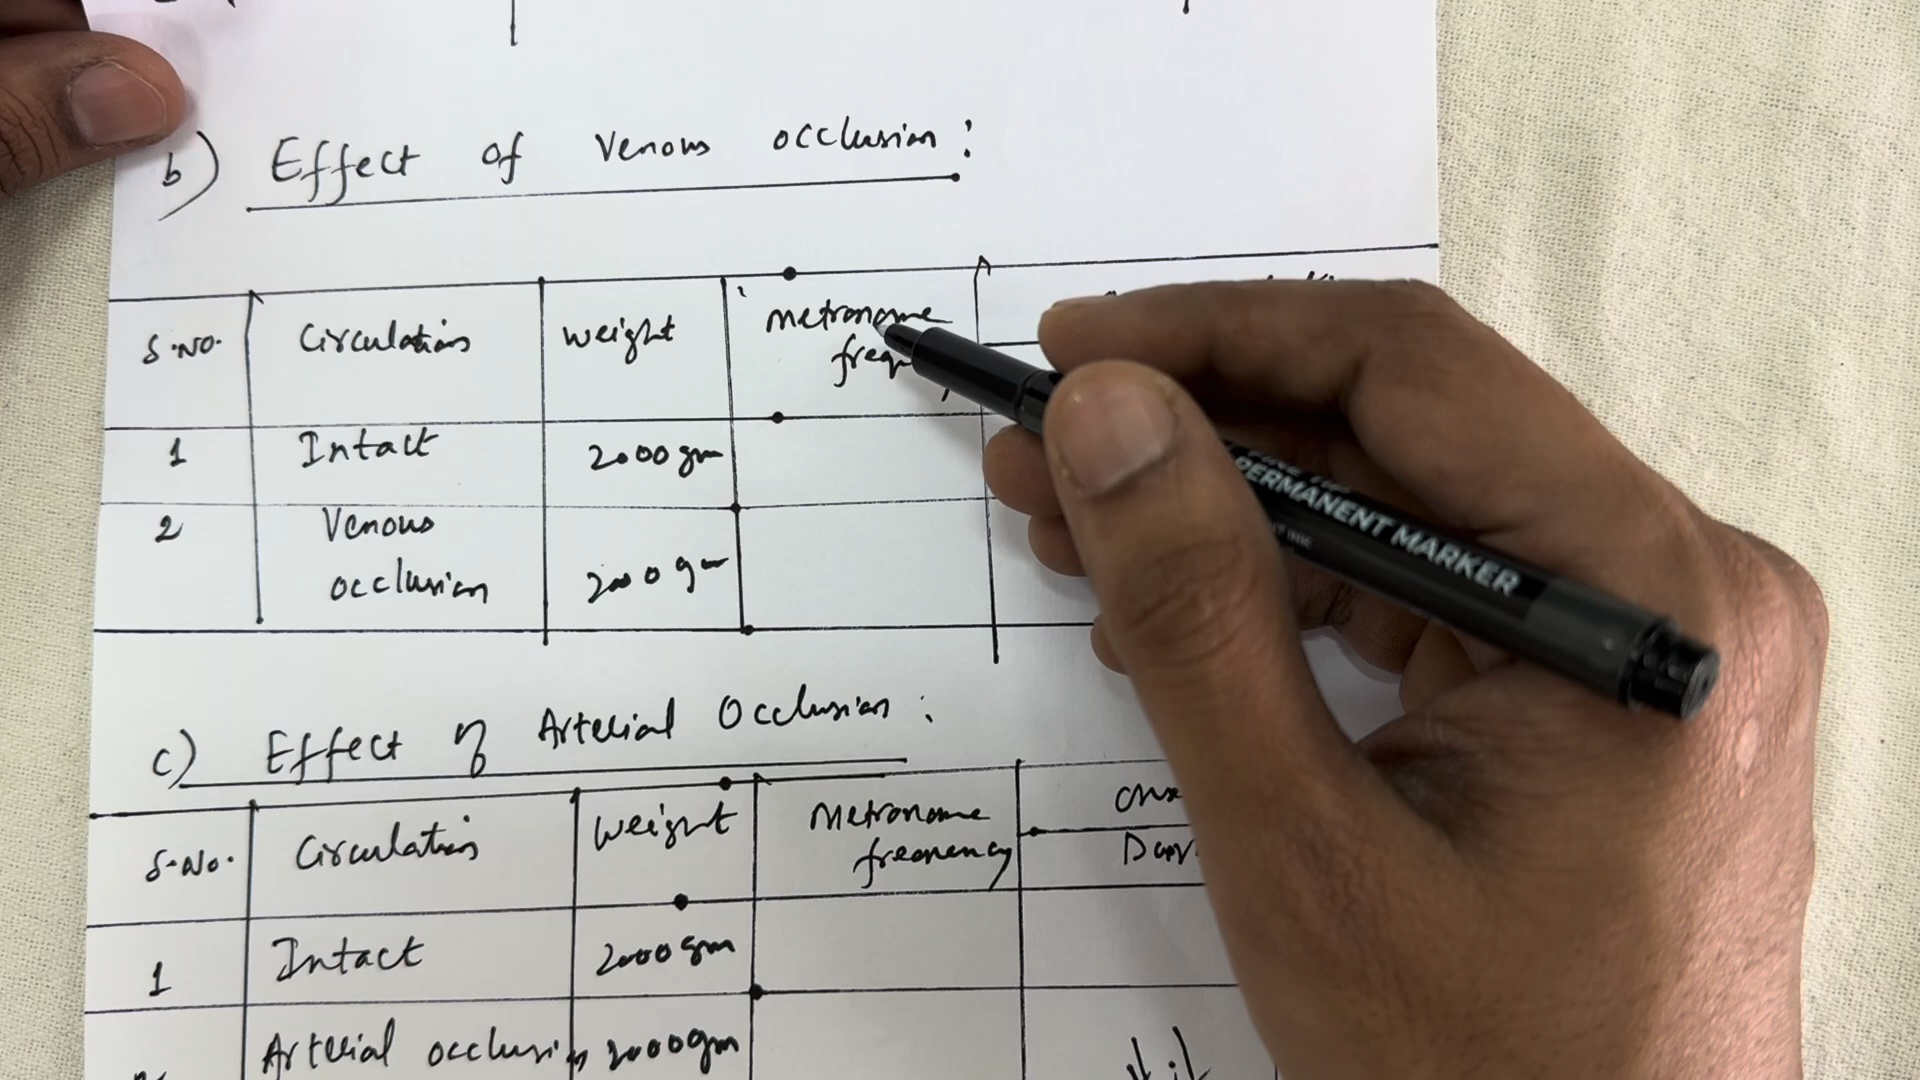 b) Effect of Venous occlusion :
S.NO. Circulation Weight Metronome
1 Intact 2000 gm
2 Venous
occlusion 2000 gm
c) Effect of Arterial Occlusion :
S.No. Circulation Weight Metronome
frequency
1 Intact 2000 gm
Arterial occlusion 2000 gm
PERMANENT MARKER